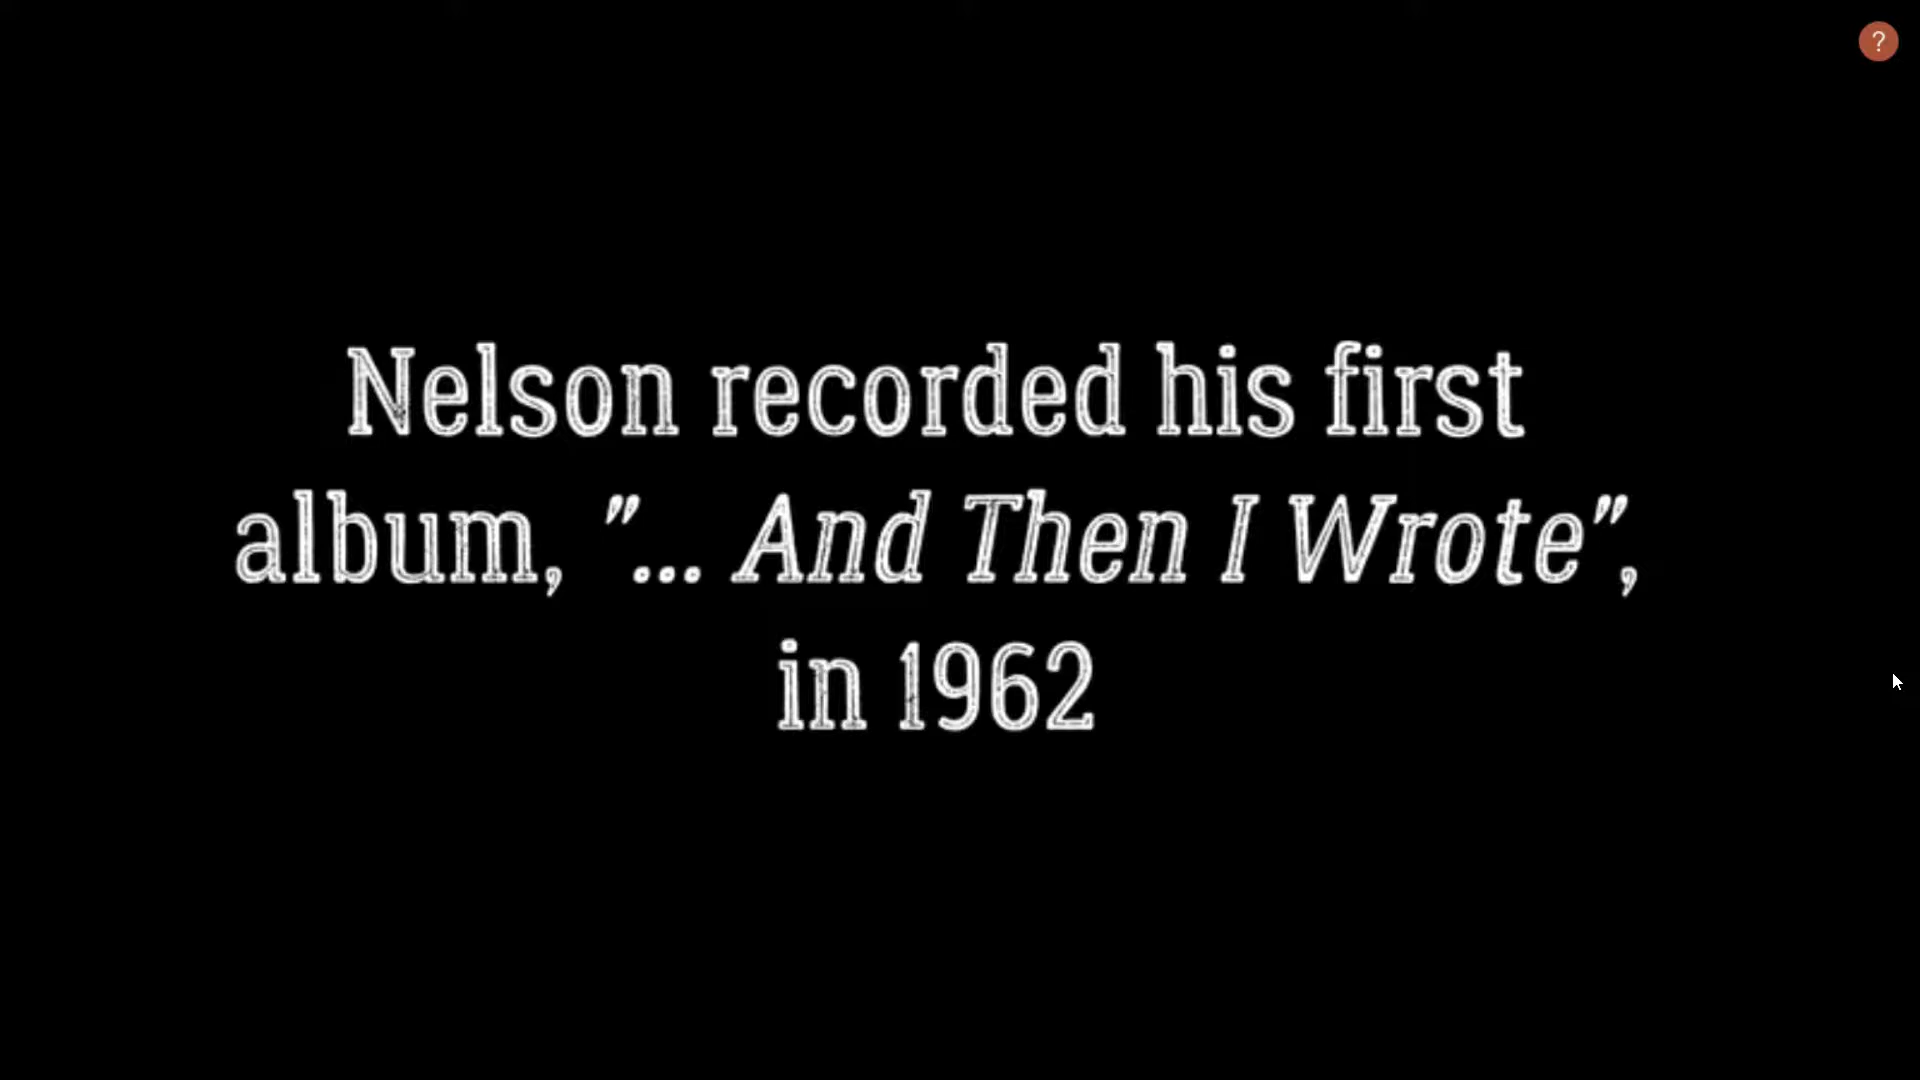 ?
Nelson recorded his first
album, "... And Then I Wrote",
in 1962